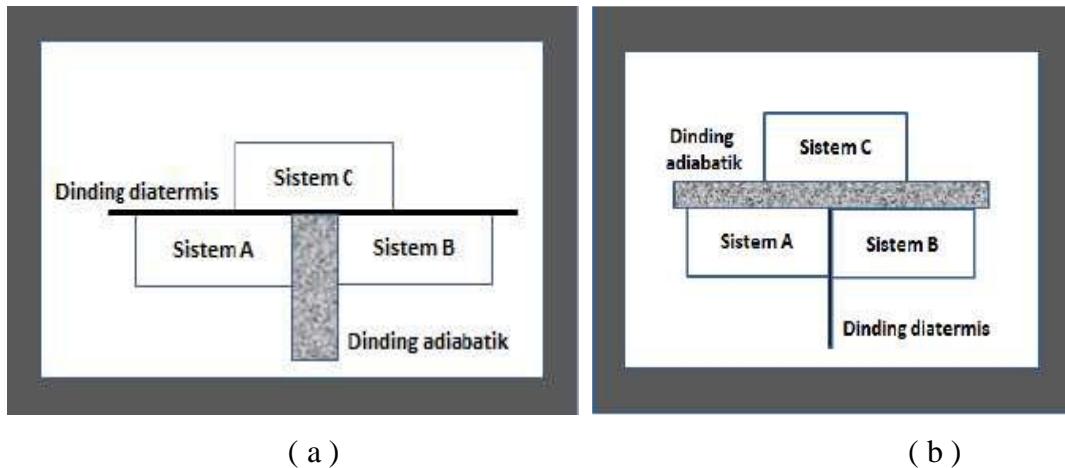 Sistem C
Dinding diatermis
Sistem A
Sistem B
Dinding adiabatik
( a )
Dinding
adiabatik
Sistem C
Sistem A
Sistem B
Dinding diatermis
( b )